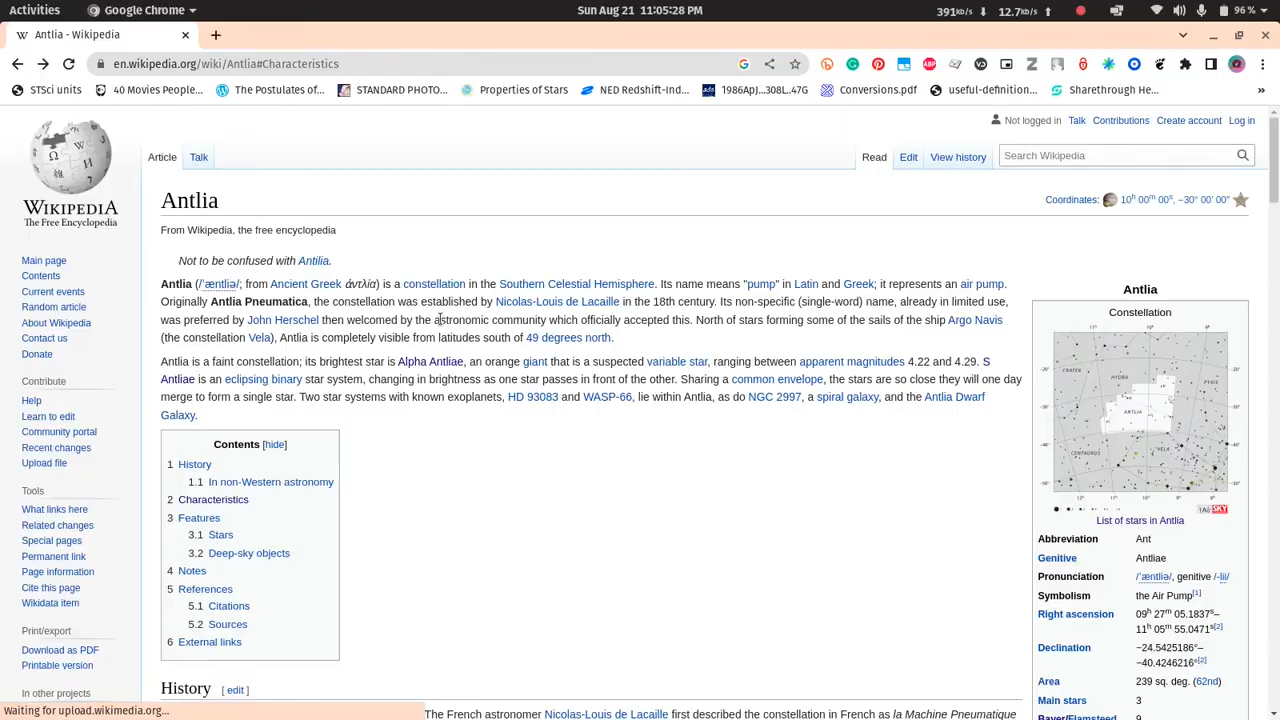 Activities
Google Chrome
Sun Aug 21 11:05:28 PM
391kb/s
12.7kb/s
96 %
Antlia - Wikipedia
en.wikipedia.org/wiki/Antlia#Characteristics
STSci units
40 Movies People...
The Postulates of...
STANDARD PHOTO...
Properties of Stars
NED Redshift-Ind...
1986ApJ...308L..47G
Conversions.pdf
useful-definition...
Sharethrough He...
»
Not logged in Talk Contributions Create account Log in
Article Talk
Read Edit View history
Search Wikipedia
WIKIPEDIA
The Free Encyclopedia
Main page
Contents
Current events
Random article
About Wikipedia
Contact us
Donate
Contribute
Help
Learn to edit
Community portal
Recent changes
Upload file
Tools
What links here
Related changes
Special pages
Permanent link
Page information
Cite this page
Wikidata item
Print/export
Download as PDF
Printable version
In other projects
Antlia
Coordinates: 10h 00m 00s, −30° 00′ 00″
From Wikipedia, the free encyclopedia
Not to be confused with Antilia.
Antlia (/ˈæntliə/; from Ancient Greek ἀντλία) is a constellation in the Southern Celestial Hemisphere. Its name means "pump" in Latin and Greek; it represents an air pump.
Originally Antlia Pneumatica, the constellation was established by Nicolas-Louis de Lacaille in the 18th century. Its non-specific (single-word) name, already in limited use,
was preferred by John Herschel then welcomed by the astronomic community which officially accepted this. North of stars forming some of the sails of the ship Argo Navis
(the constellation Vela), Antlia is completely visible from latitudes south of 49 degrees north.
Antlia is a faint constellation; its brightest star is Alpha Antliae, an orange giant that is a suspected variable star, ranging between apparent magnitudes 4.22 and 4.29. S
Antliae is an eclipsing binary star system, changing in brightness as one star passes in front of the other. Sharing a common envelope, the stars are so close they will one day
merge to form a single star. Two star systems with known exoplanets, HD 93083 and WASP-66, lie within Antlia, as do NGC 2997, a spiral galaxy, and the Antlia Dwarf
Galaxy.
Contents [hide]
1 History
1.1 In non-Western astronomy
2 Characteristics
3 Features
3.1 Stars
3.2 Deep-sky objects
4 Notes
5 References
5.1 Citations
5.2 Sources
6 External links
History [ edit ]
The French astronomer Nicolas-Louis de Lacaille first described the constellation in French as la Machine Pneumatique
Antlia
Constellation
CRATER
HYDRA
PYXIS
ANTLIA
CENTAURUS
VELA
IAU SKY
List of stars in Antlia
Abbreviation Ant
Genitive Antliae
Pronunciation /ˈæntliə/, genitive /-lii/
Symbolism the Air Pump[1]
Right ascension 09h 27m 05.1837s–
11h 05m 55.0471s[2]
Declination −24.5425186°–
−40.4246216°[2]
Area 239 sq. deg. (62nd)
Main stars 3
Bayer/Flamsteed 9
Waiting for upload.wikimedia.org...